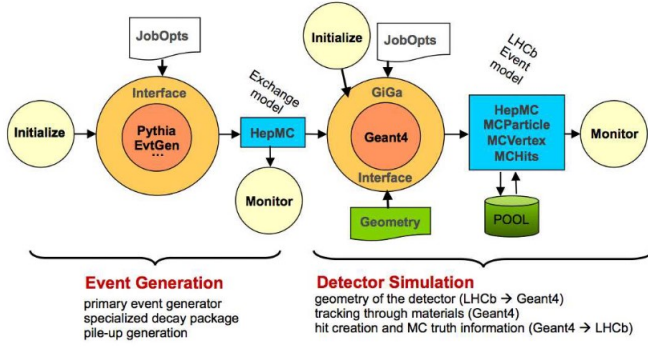 JobOpts
Interface
Initialize
Pythia
EvtGen
...
Exchange
model
HepMC
Monitor
Initialize
JobOpts
GiGa
Geant4
Interface
Geometry
LHCb
Event
model
HepMC
MCParticle
MCVertex
MCHits
Monitor
POOL
Event Generation
primary event generator
specialized decay package
pile-up generation
Detector Simulation
geometry of the detector (LHCb → Geant4)
tracking through materials (Geant4)
hit creation and MC truth information (Geant4 → LHCb)